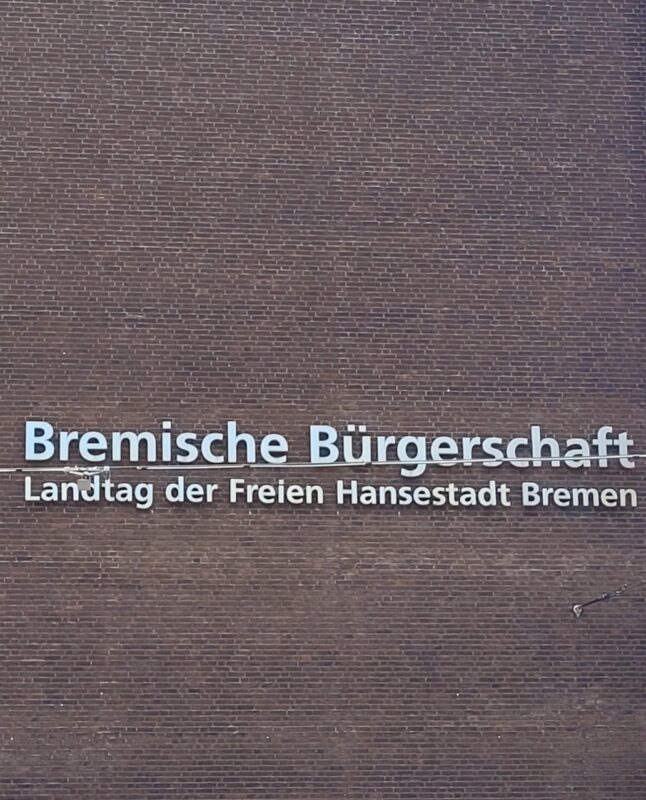 Bremische Bürgerschaft
Landtag der Freien Hansestadt Bremen